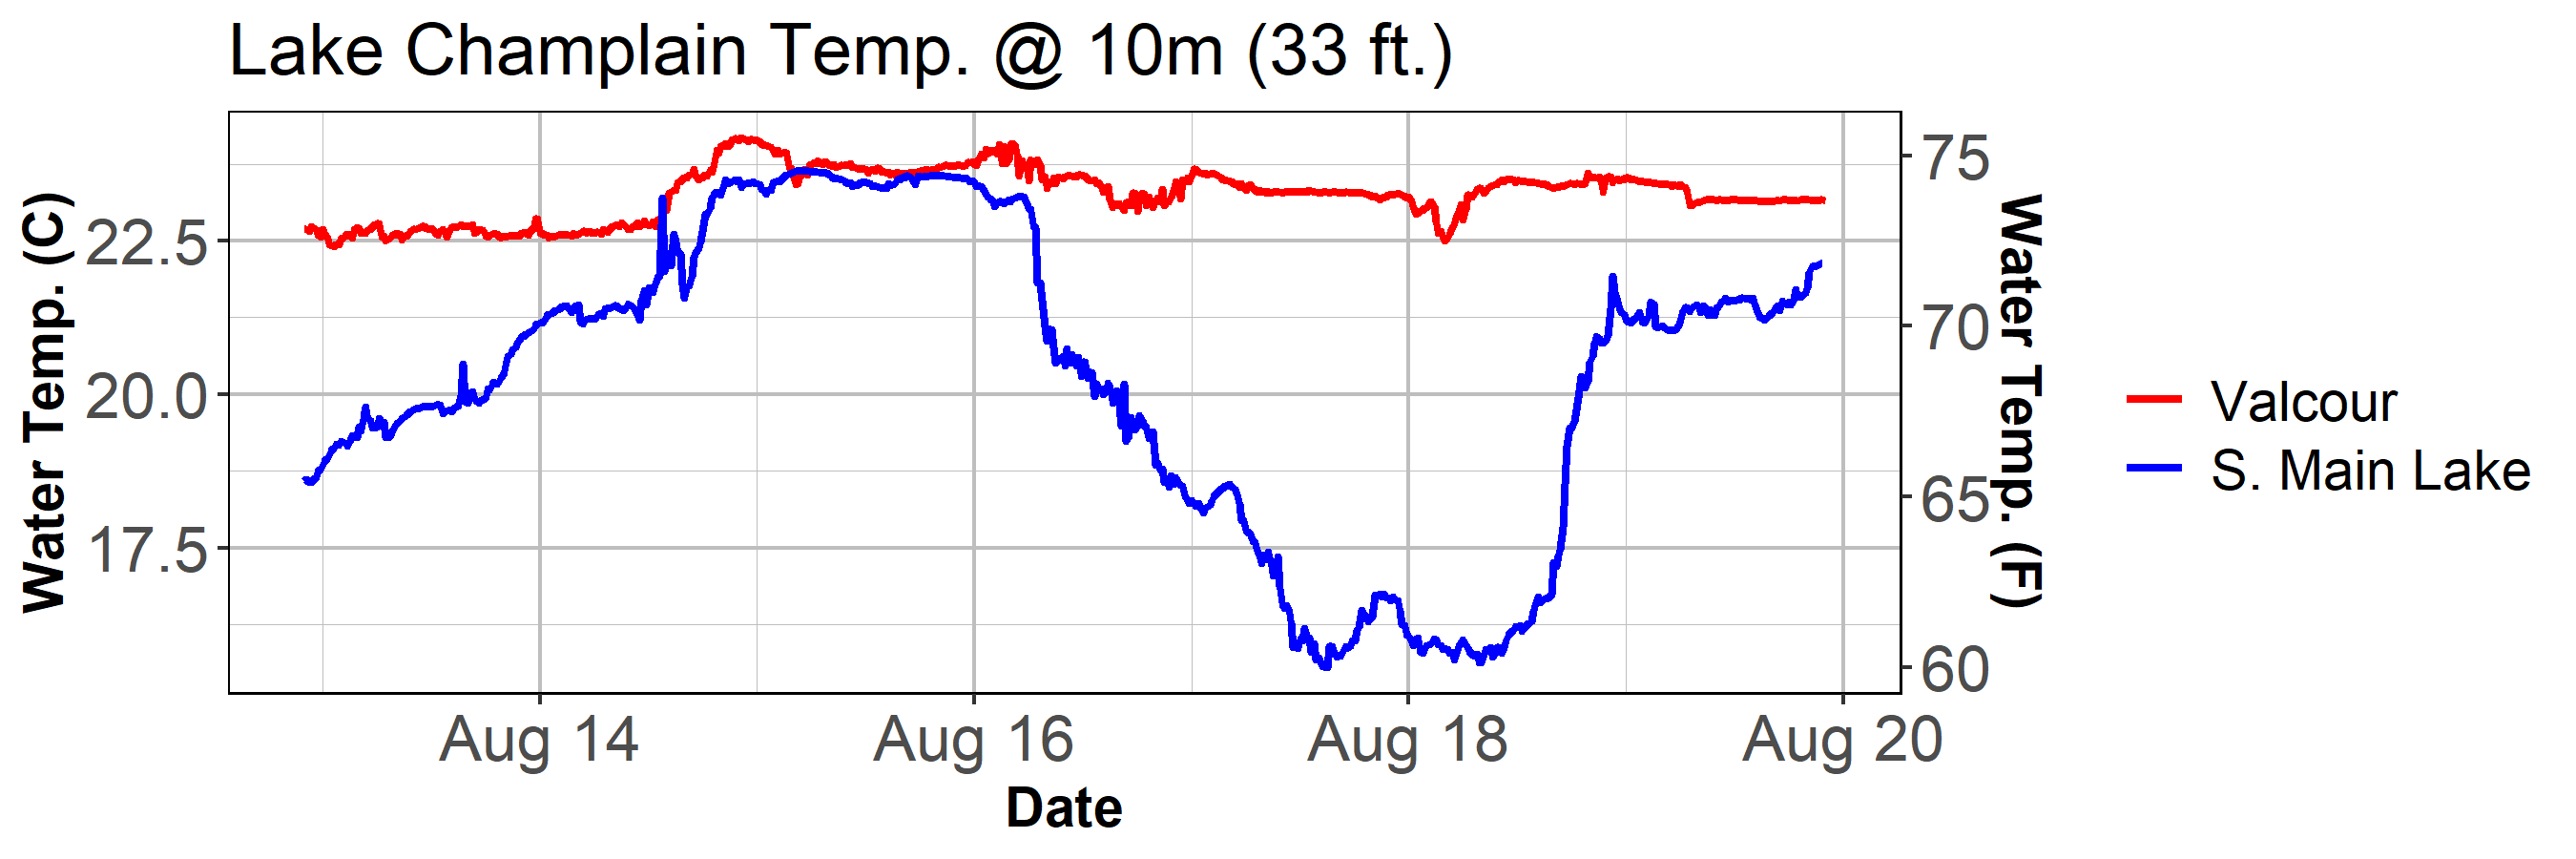 Lake Champlain Temp. @ 10m (33 ft.)
Water Temp. (C)
22.5
20.0
17.5
75
70
65
60
Water Temp. (F)
Aug 14
Aug 16
Aug 18
Aug 20
Date
Valcour
S. Main Lake